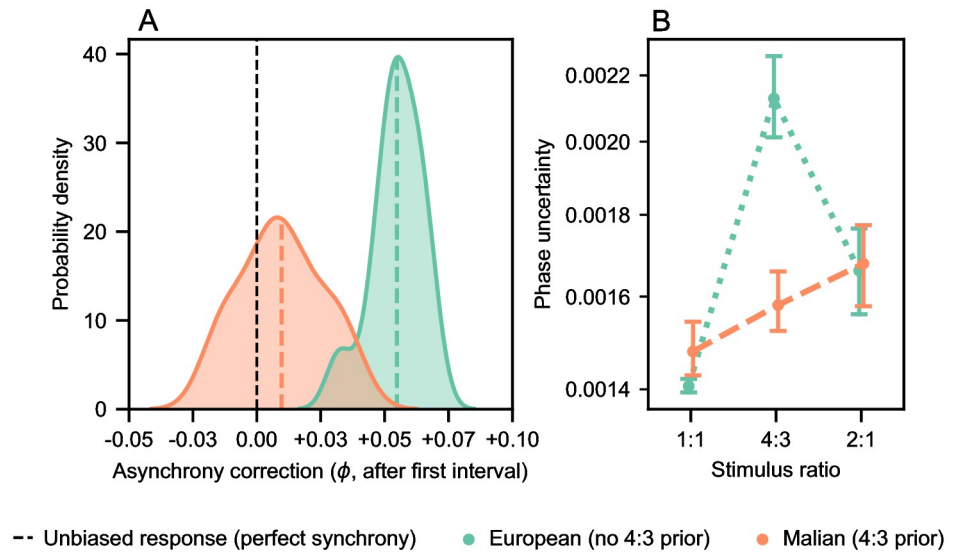 A
B
Probability density
40
30
20
10
0
-0.05
-0.03
0.00
+0.03
+0.05
+0.07
+0.10
Asynchrony correction (ϕ, after first interval)
Phase uncertainty
0.0022
0.0020
0.0018
0.0016
0.0014
1:1
4:3
2:1
Stimulus ratio
Unbiased response (perfect synchrony)
European (no 4:3 prior)
Malian (4:3 prior)